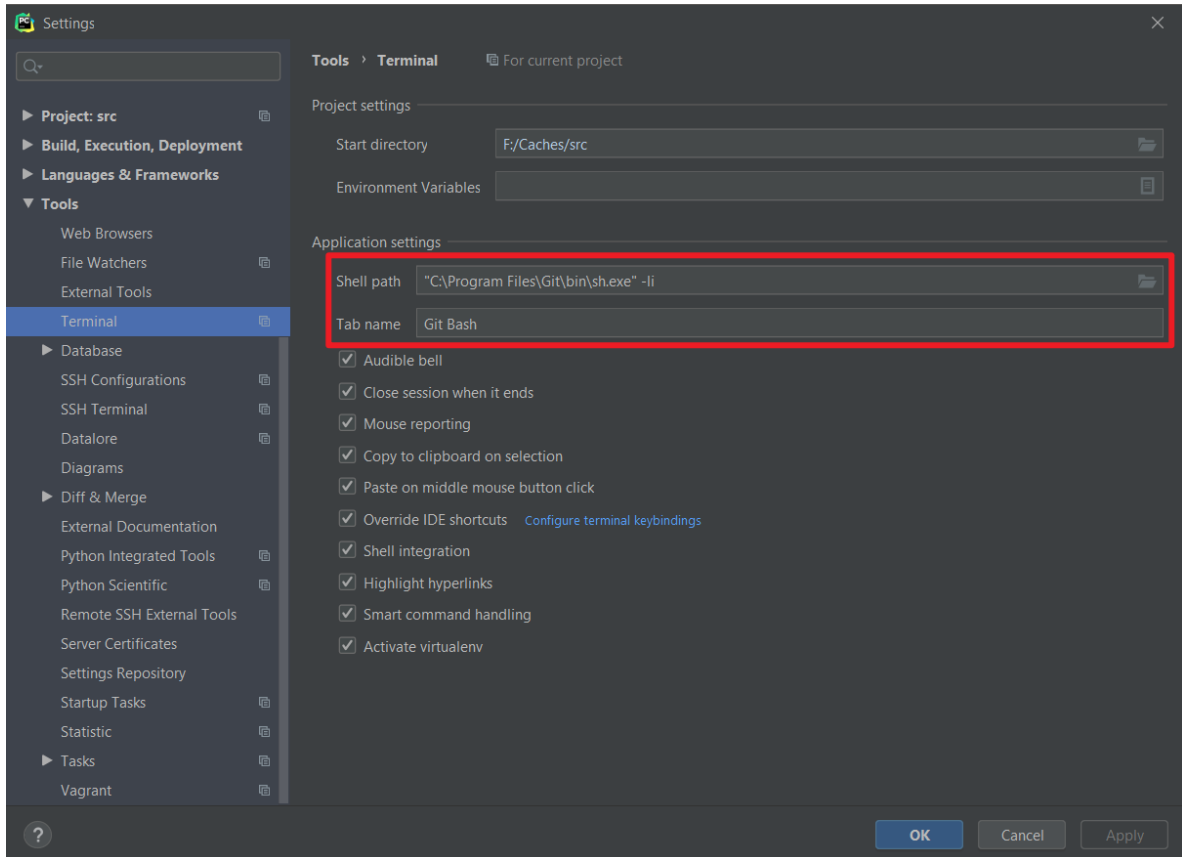 PC Settings
Project: src
Build, Execution, Deployment
Languages & Frameworks
Tools
Web Browsers
File Watchers
External Tools
Terminal
Database
SSH Configurations
SSH Terminal
Datalore
Diagrams
Diff & Merge
External Documentation
Python Integrated Tools
Python Scientific
Remote SSH External Tools
Server Certificates
Settings Repository
Startup Tasks
Statistic
Tasks
Vagrant
Tools › Terminal For current project
Project settings
Start directory F:/Caches/src
Environment Variables
Application settings
Shell path "C:\Program Files\Git\bin\sh.exe" -li
Tab name Git Bash
Audible bell
Close session when it ends
Mouse reporting
Copy to clipboard on selection
Paste on middle mouse button click
Override IDE shortcuts Configure terminal keybindings
Shell integration
Highlight hyperlinks
Smart command handling
Activate virtualenv
? OK Cancel Apply